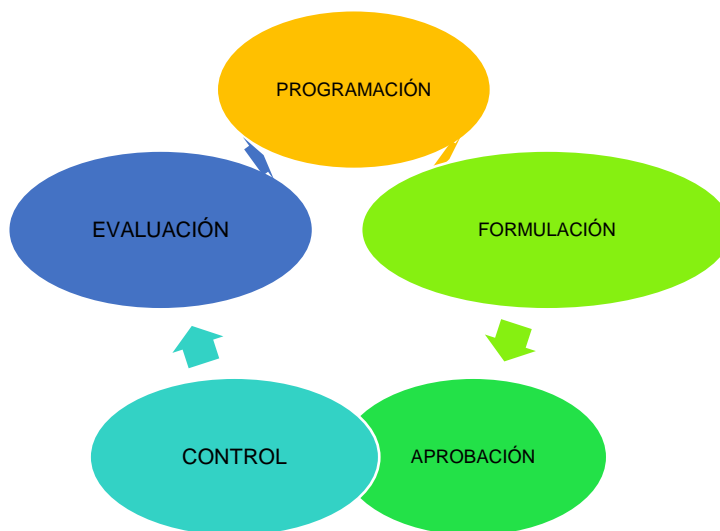 PROGRAMACIÓN
EVALUACIÓN
FORMULACIÓN
CONTROL
APROBACIÓN